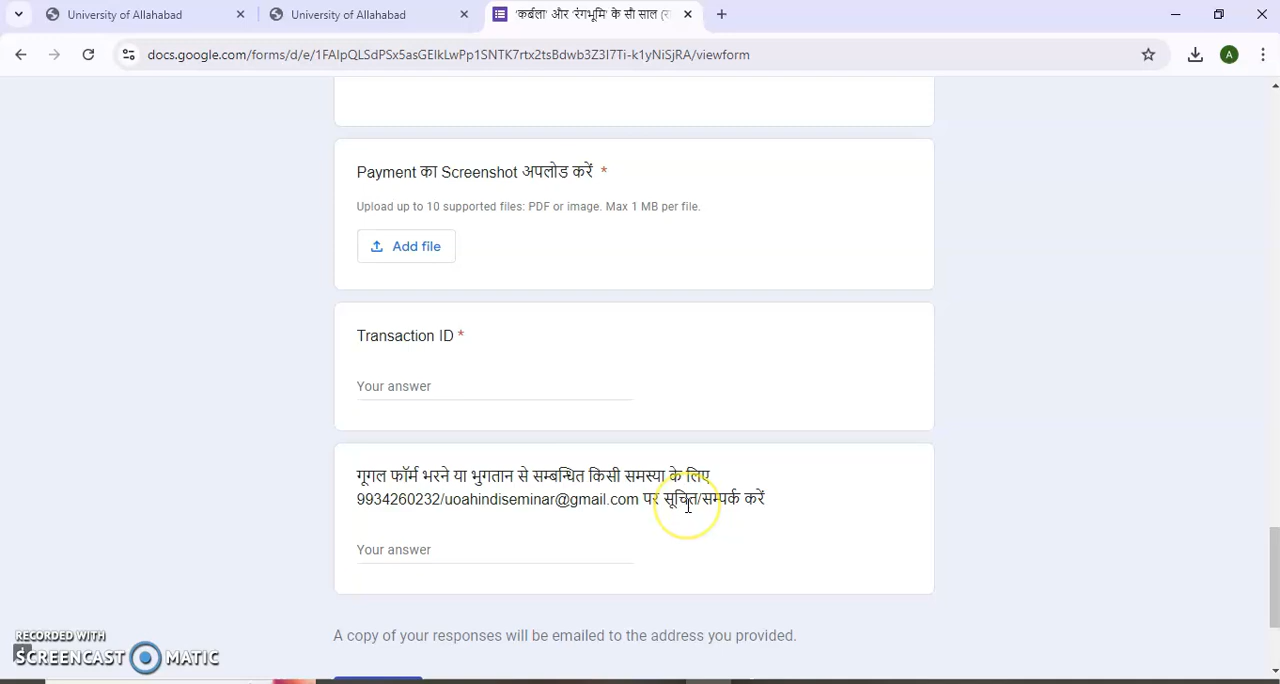 University of Allahabad
University of Allahabad
'कर्बला' और 'रंगभूमि' के सौ साल
docs.google.com/forms/d/e/1FAIpQLSdPSx5asGEIkLwPp1SNTK7rtx2tsBdwb3Z3I7Ti-k1yNiSjRA/viewform
A
Payment का Screenshot अपलोड करें *
Upload up to 10 supported files: PDF or image. Max 1 MB per file.
Add file
Transaction ID *
Your answer
गूगल फॉर्म भरने या भुगतान से सम्बन्धित किसी समस्या के लिए
9934260232/uoahindiseminar@gmail.com पर सूचित/सम्पर्क करें
Your answer
A copy of your responses will be emailed to the address you provided.
RECORDED WITH
SCREENCAST MATIC